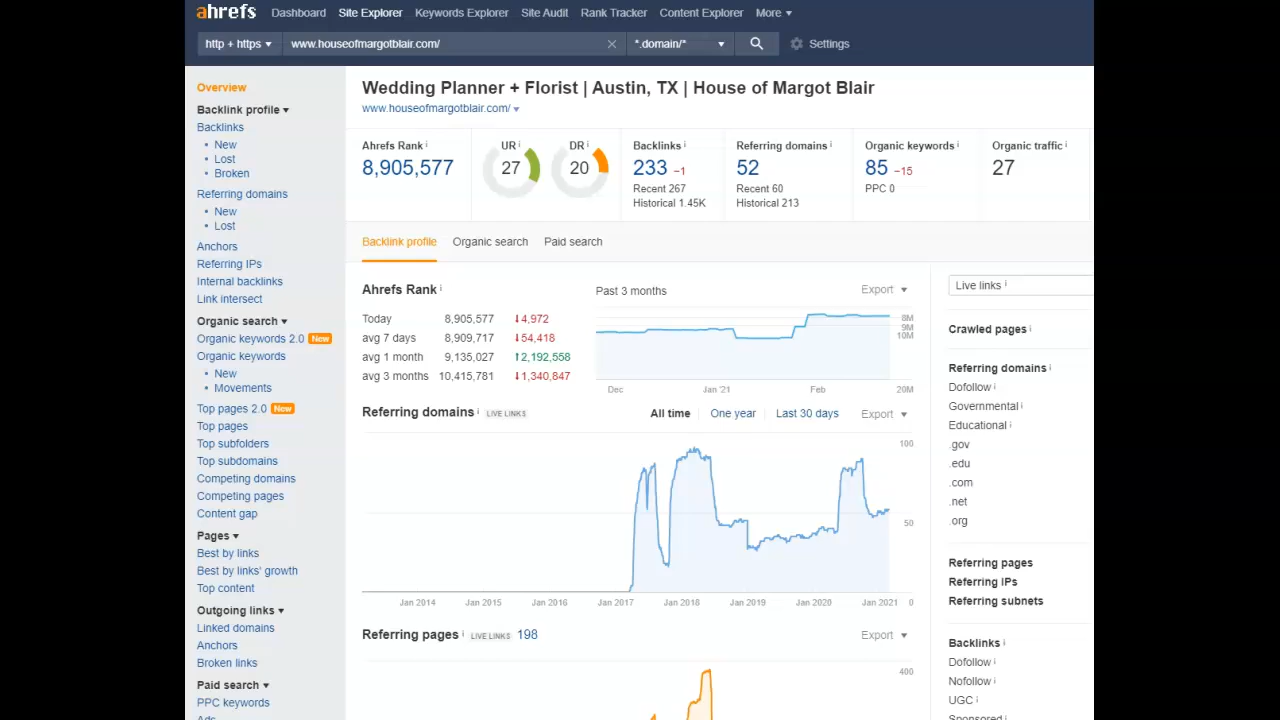 ahrefs Dashboard Site Explorer Keywords Explorer Site Audit Rank Tracker Content Explorer More
http + https www.houseofmargotblair.com/ *.domain/* Settings
Overview
Backlink profile
Backlinks
New
Lost
Broken
Referring domains
New
Lost
Anchors
Referring IPs
Internal backlinks
Link intersect
Organic search
Organic keywords 2.0 New
Organic keywords
New
Movements
Top pages 2.0 New
Top pages
Top subfolders
Top subdomains
Competing domains
Competing pages
Content gap
Pages
Best by links
Best by links' growth
Top content
Outgoing links
Linked domains
Anchors
Broken links
Paid search
PPC keywords
Ads
Wedding Planner + Florist | Austin, TX | House of Margot Blair
www.houseofmargotblair.com/
Ahrefs Rank i
8,905,577
UR i
27
DR i
20
Backlinks i
233 −1
Recent 267
Historical 1.45K
Referring domains i
52
Recent 60
Historical 213
Organic keywords i
85 −15
PPC 0
Organic traffic i
27
Backlink profile Organic search Paid search
Ahrefs Rank i
Today 8,905,577 ↓4,972
avg 7 days 8,909,717 ↓54,418
avg 1 month 9,135,027 ↑2,192,558
avg 3 months 10,415,781 ↓1,340,847
Past 3 months Export
8M
9M
10M
20M
Dec Jan '21 Feb
Referring domains i LIVE LINKS All time One year Last 30 days Export
100
50
0
Jan 2014 Jan 2015 Jan 2016 Jan 2017 Jan 2018 Jan 2019 Jan 2020 Jan 2021
Referring pages i LIVE LINKS 198 Export
400
Live links i
Crawled pages i
Referring domains i
Dofollow i
Governmental i
Educational i
.gov
.edu
.com
.net
.org
Referring pages
Referring IPs
Referring subnets
Backlinks i
Dofollow i
Nofollow i
UGC i
Sponsored i